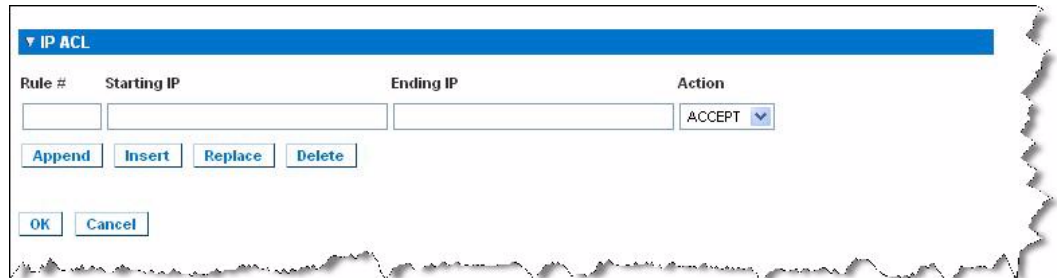 ▼ IP ACL
Rule # Starting IP Ending IP Action
ACCEPT
Append Insert Replace Delete
OK Cancel